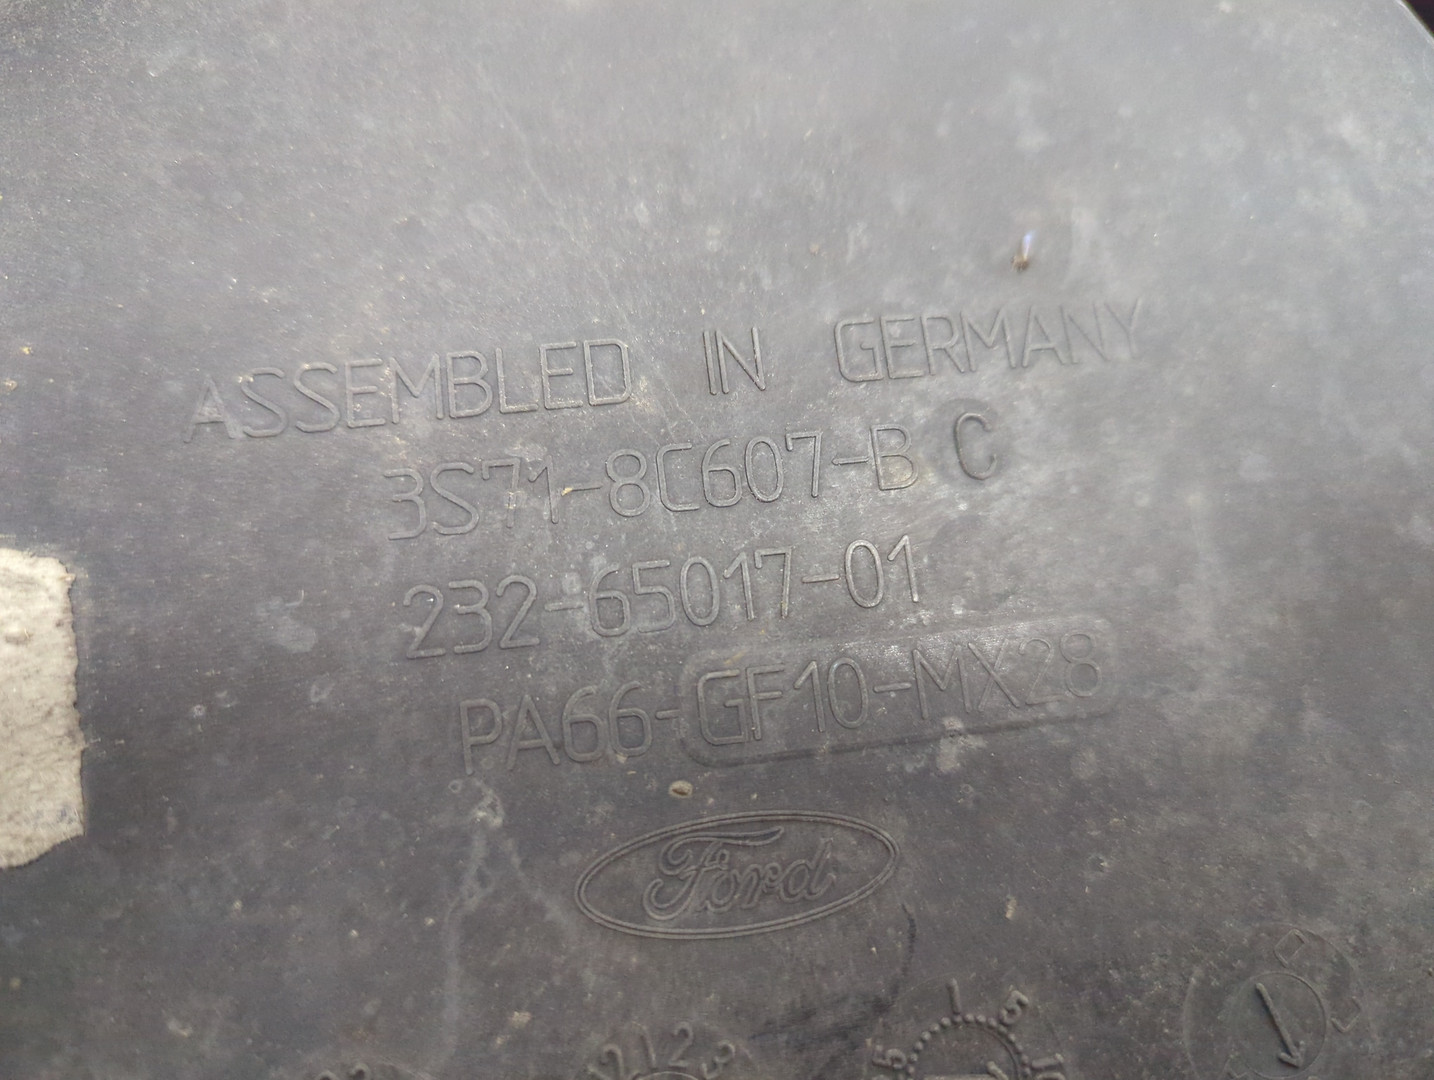 ASSEMBLED IN GERMANY
3S71-8C607-B C
232-65017-01
PA66-GF10-MX28
Ford